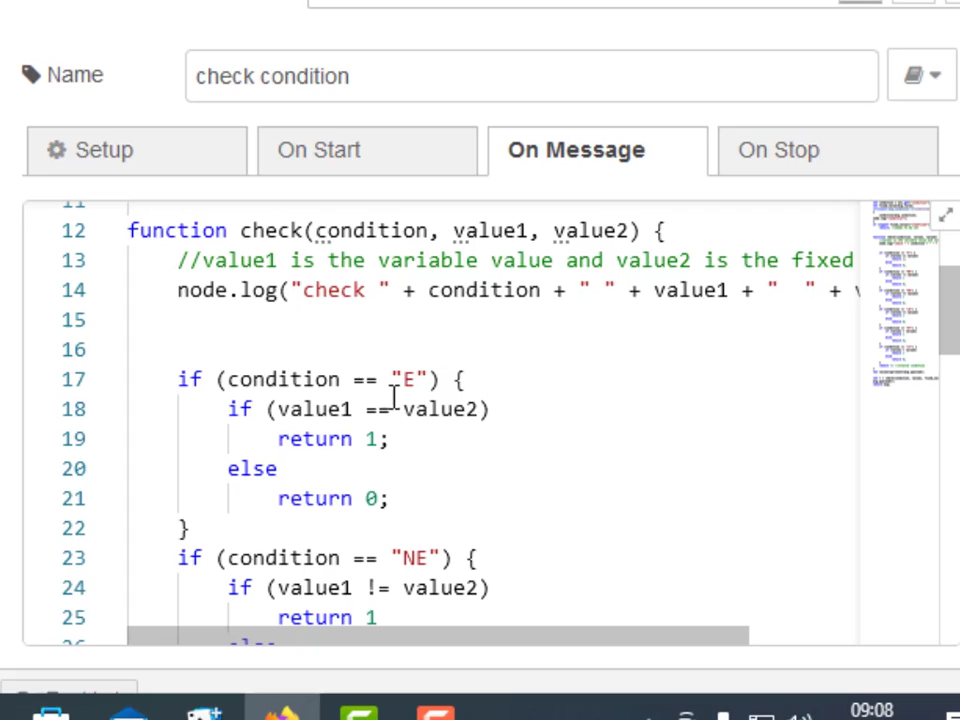 Name
check condition
Setup
On Start
On Message
On Stop
11
12 function check(condition, value1, value2) {
13 //value1 is the variable value and value2 is the fixed
14 node.log("check " + condition + " " + value1 + "  " + v
15
16
17 if (condition == "E") {
18 if (value1 == value2)
19 return 1;
20 else
21 return 0;
22 }
23 if (condition == "NE") {
24 if (value1 != value2)
25 return 1
26 else
09:08